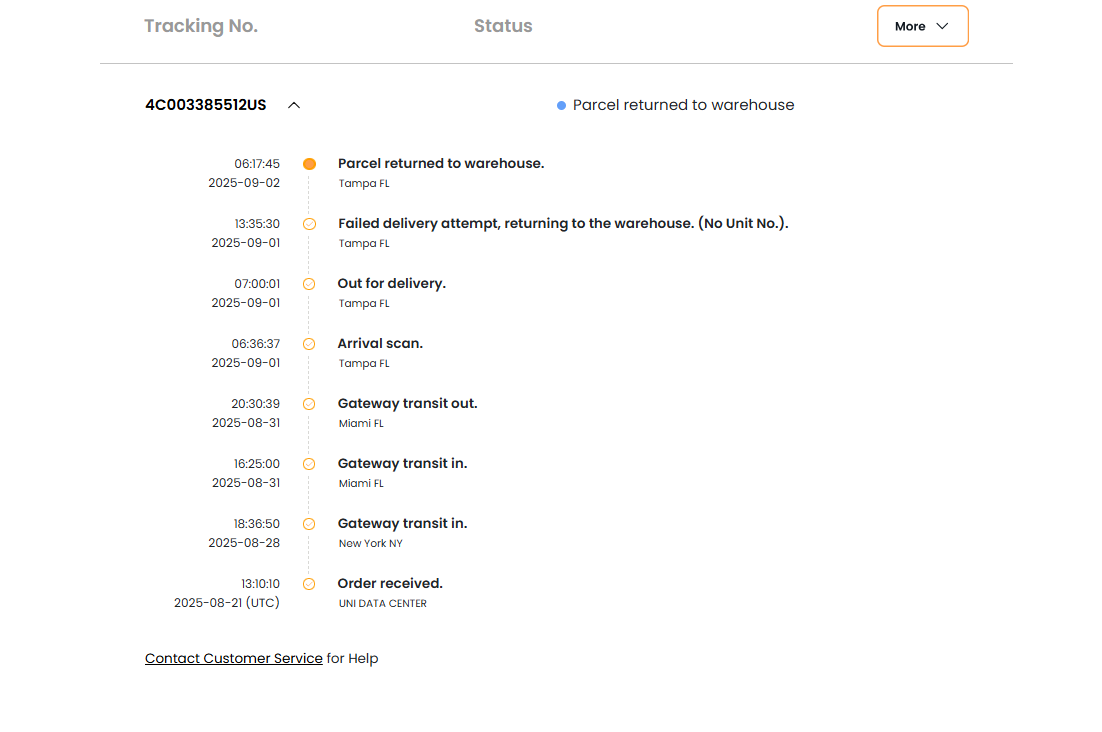 Tracking No. Status More
4C003385512US Parcel returned to warehouse
06:17:45 Parcel returned to warehouse.
2025-09-02 Tampa FL
13:35:30 Failed delivery attempt, returning to the warehouse. (No Unit No.).
2025-09-01 Tampa FL
07:00:01 Out for delivery.
2025-09-01 Tampa FL
06:36:37 Arrival scan.
2025-09-01 Tampa FL
20:30:39 Gateway transit out.
2025-08-31 Miami FL
16:25:00 Gateway transit in.
2025-08-31 Miami FL
18:36:50 Gateway transit in.
2025-08-28 New York NY
13:10:10 Order received.
2025-08-21 (UTC) UNI DATA CENTER
Contact Customer Service for Help